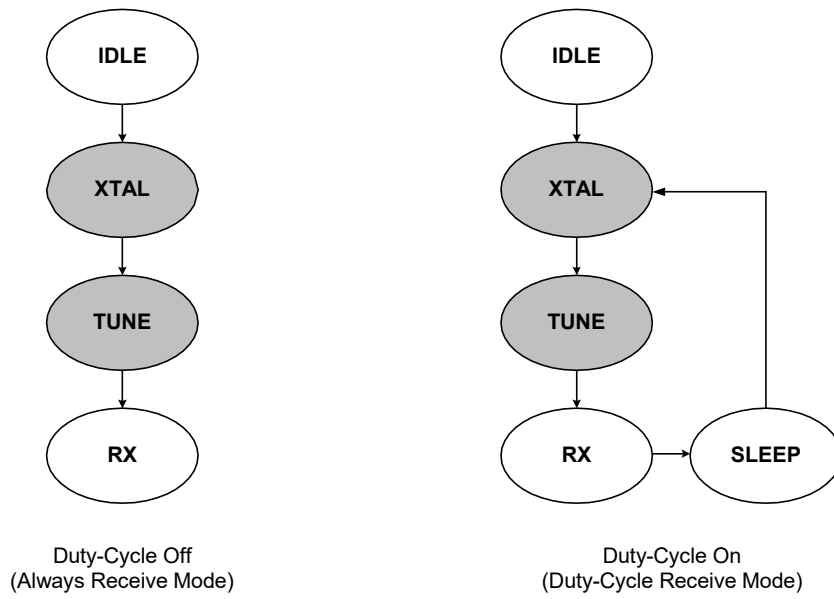 IDLE
XTAL
TUNE
RX
Duty-Cycle Off
(Always Receive Mode)
IDLE
XTAL
TUNE
RX
SLEEP
Duty-Cycle On
(Duty-Cycle Receive Mode)